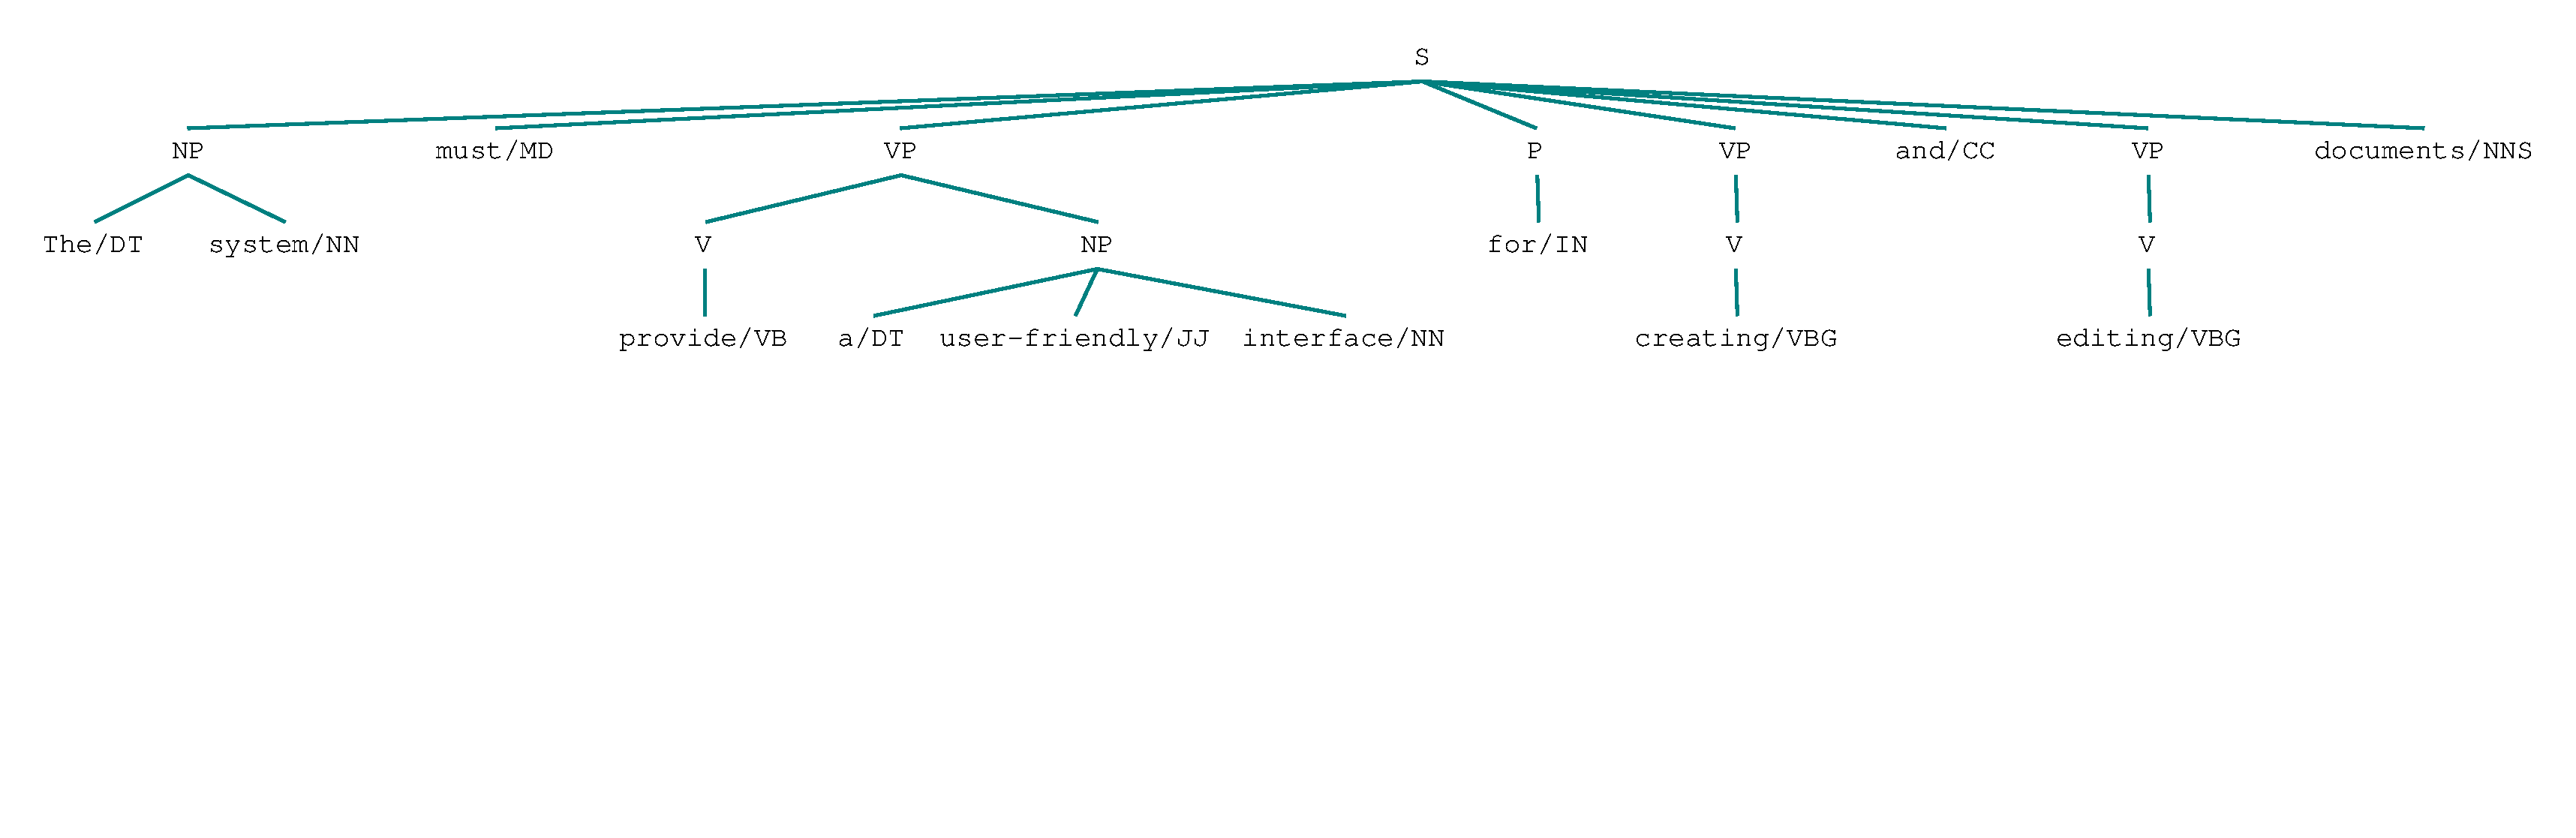 S
NP must/MD VP P VP and/CC VP documents/NNS
The/DT system/NN V NP for/IN V V
provide/VB a/DT user-friendly/JJ interface/NN creating/VBG editing/VBG